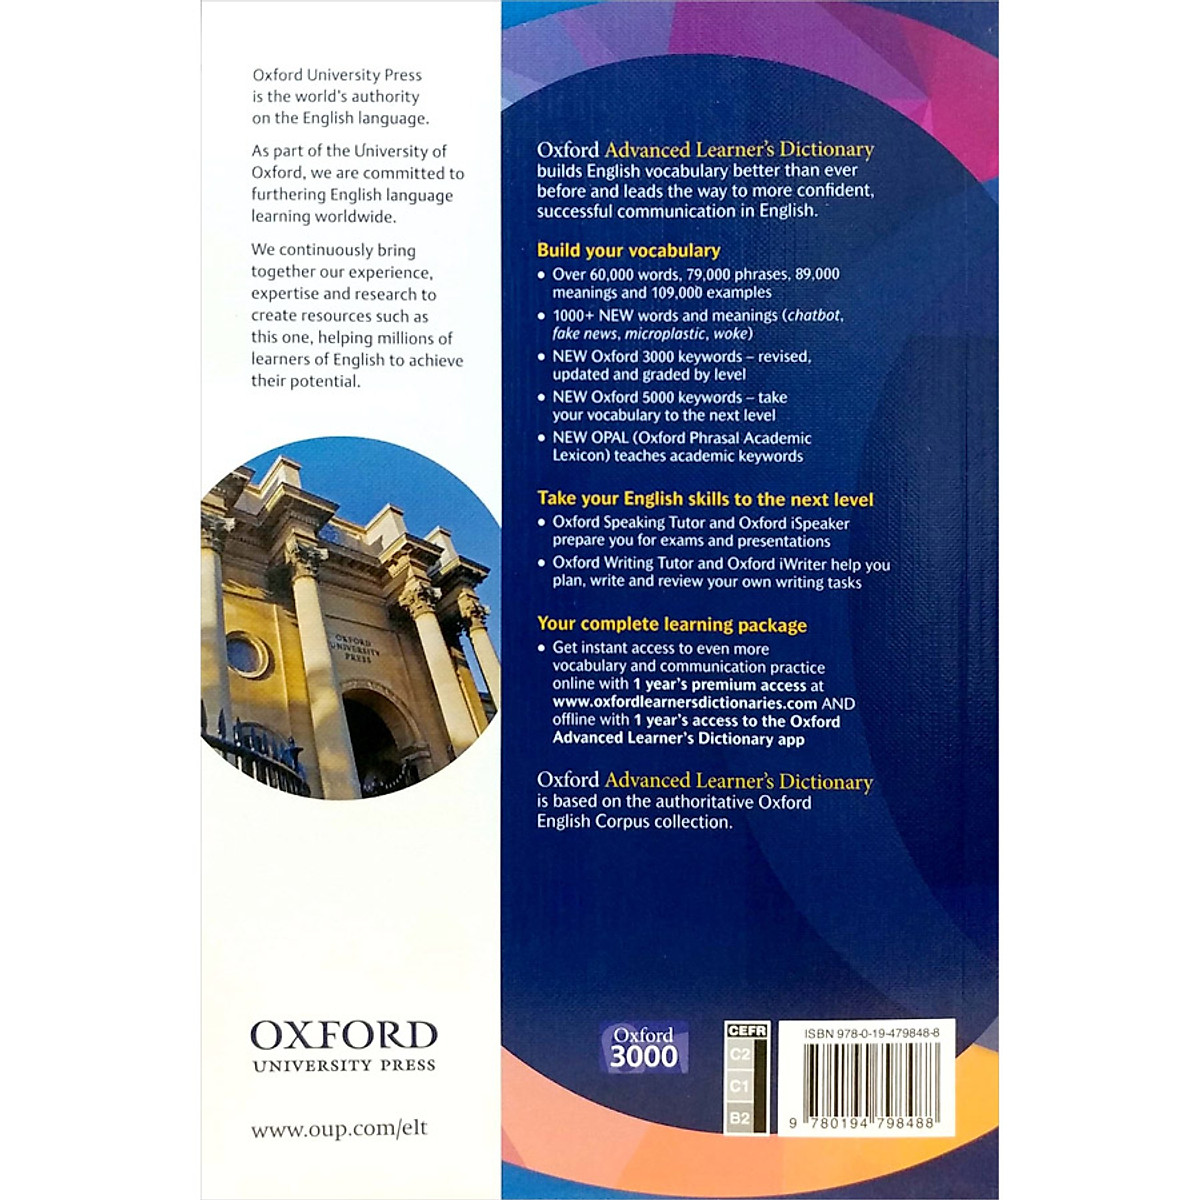 Oxford University Press
is the world's authority
on the English language.
As part of the University of
Oxford, we are committed to
furthering English language
learning worldwide.
We continuously bring
together our experience,
expertise and research to
create resources such as
this one, helping millions of
learners of English to achieve
their potential.
OXFORD
UNIVERSITY
PRESS
OXFORD
UNIVERSITY PRESS
www.oup.com/elt
Oxford Advanced Learner's Dictionary
builds English vocabulary better than ever
before and leads the way to more confident,
successful communication in English.
Build your vocabulary
• Over 60,000 words, 79,000 phrases, 89,000
meanings and 109,000 examples
• 1000+ NEW words and meanings (chatbot,
fake news, microplastic, woke)
• NEW Oxford 3000 keywords – revised,
updated and graded by level
• NEW Oxford 5000 keywords – take
your vocabulary to the next level
• NEW OPAL (Oxford Phrasal Academic
Lexicon) teaches academic keywords
Take your English skills to the next level
• Oxford Speaking Tutor and Oxford iSpeaker
prepare you for exams and presentations
• Oxford Writing Tutor and Oxford iWriter help you
plan, write and review your own writing tasks
Your complete learning package
• Get instant access to even more
vocabulary and communication practice
online with 1 year's premium access at
www.oxfordlearnersdictionaries.com AND
offline with 1 year's access to the Oxford
Advanced Learner's Dictionary app
Oxford Advanced Learner's Dictionary
is based on the authoritative Oxford
English Corpus collection.
Oxford
3000
CEFR
C2
C1
B2
ISBN 978-0-19-479848-8
9 780194 798488